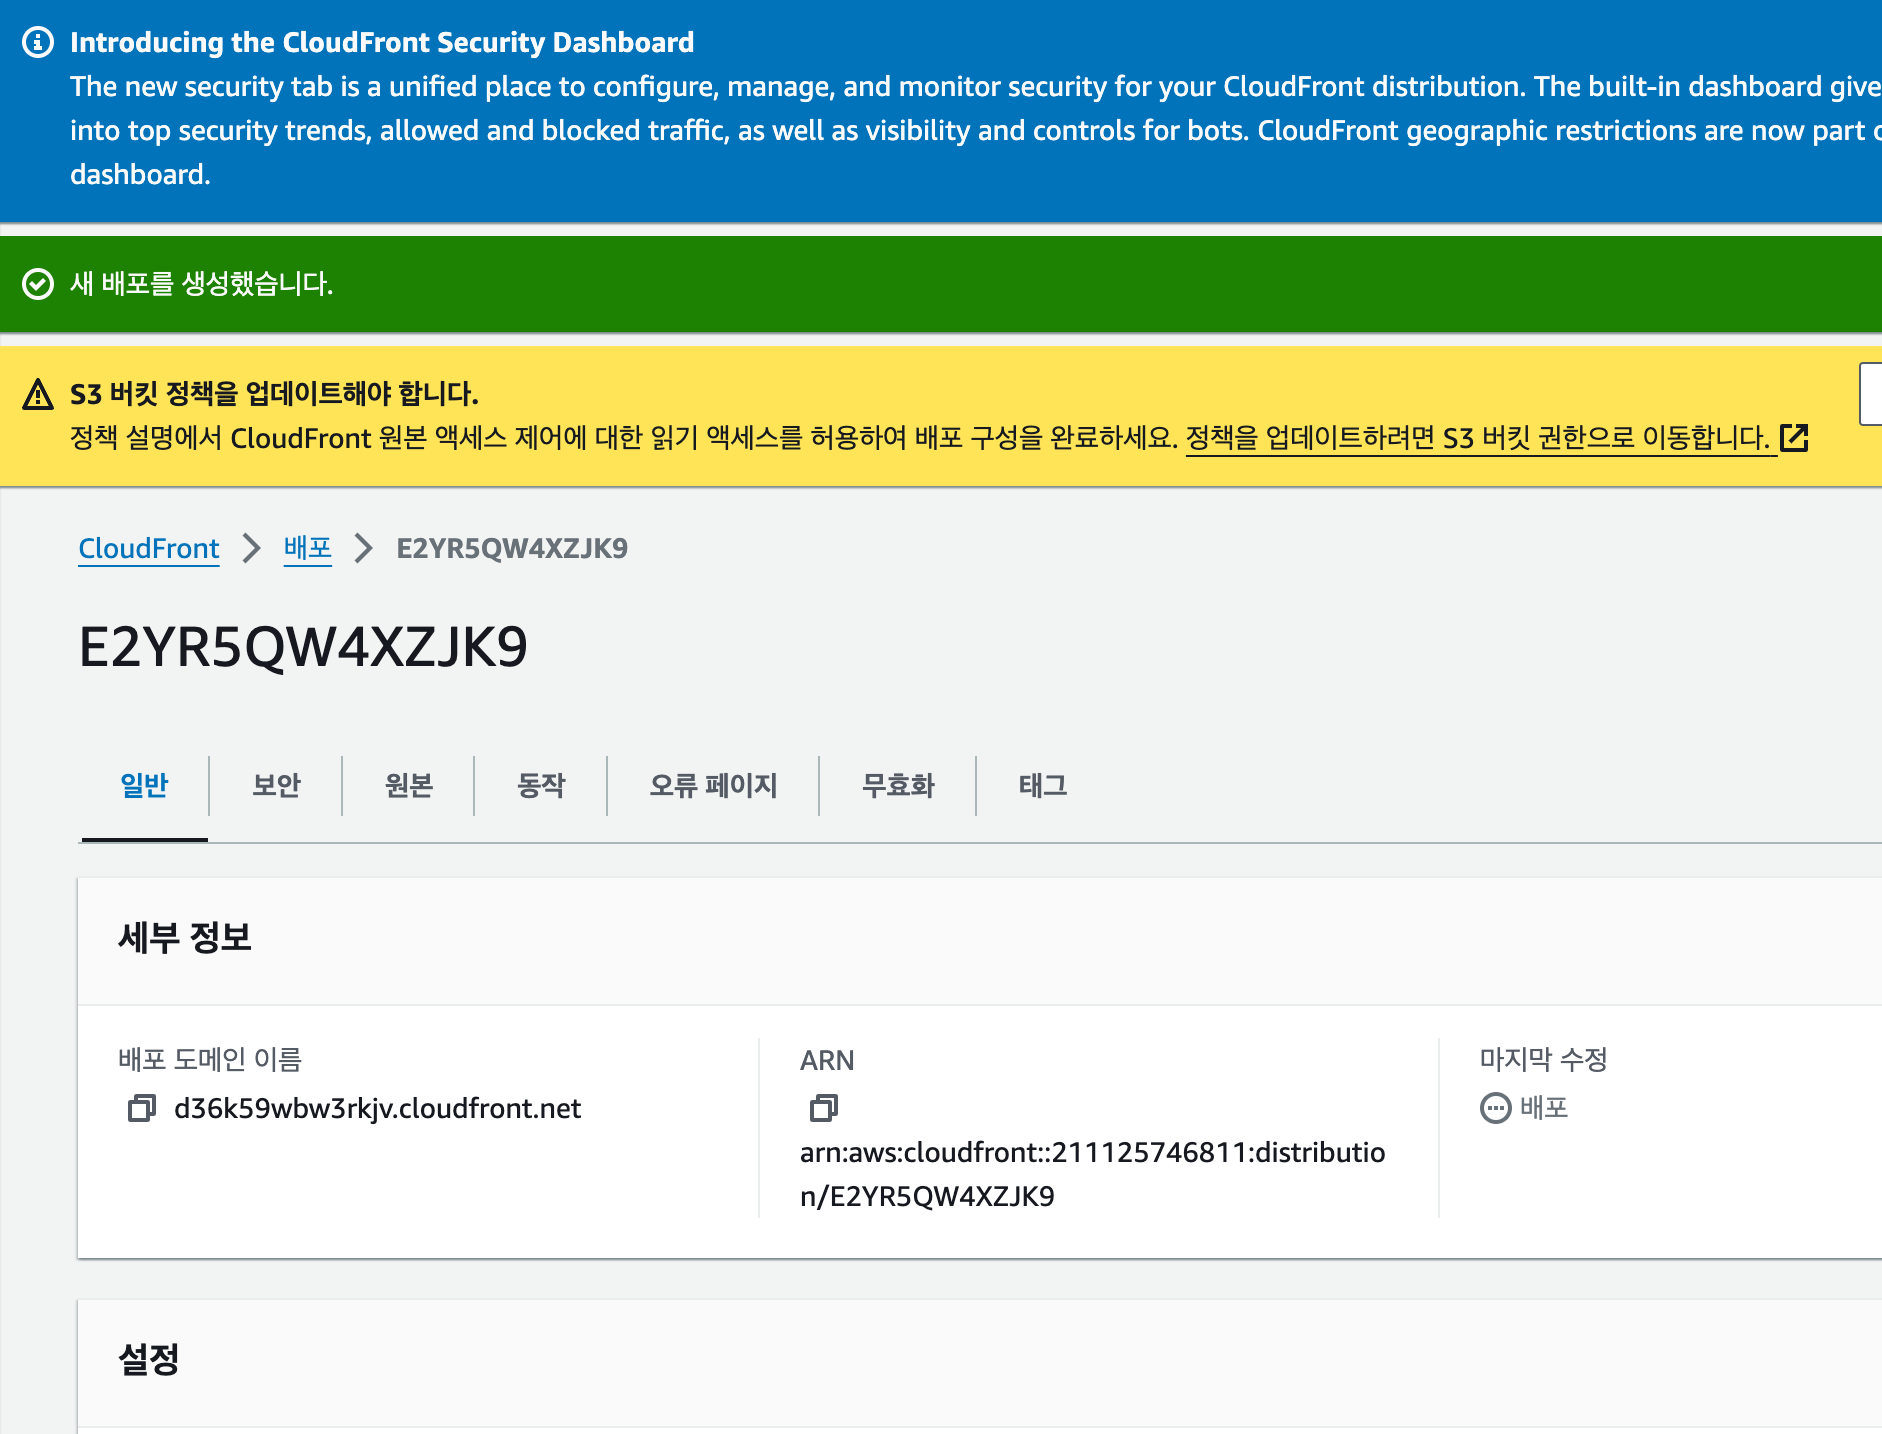 Introducing the CloudFront Security Dashboard
The new security tab is a unified place to configure, manage, and monitor security for your CloudFront distribution. The built-in dashboard give
into top security trends, allowed and blocked traffic, as well as visibility and controls for bots. CloudFront geographic restrictions are now part
dashboard.
새 배포를 생성했습니다.
S3 버킷 정책을 업데이트해야 합니다.
정책 설명에서 CloudFront 원본 액세스 제어에 대한 읽기 액세스를 허용하여 배포 구성을 완료하세요. 정책을 업데이트하려면 S3 버킷 권한으로 이동합니다.
CloudFront > 배포 > E2YR5QW4XZJK9
E2YR5QW4XZJK9
일반 보안 원본 동작 오류 페이지 무효화 태그
세부 정보
배포 도메인 이름 ARN 마지막 수정
d36k59wbw3rkjv.cloudfront.net 배포
arn:aws:cloudfront::211125746811:distributio
n/E2YR5QW4XZJK9
설정